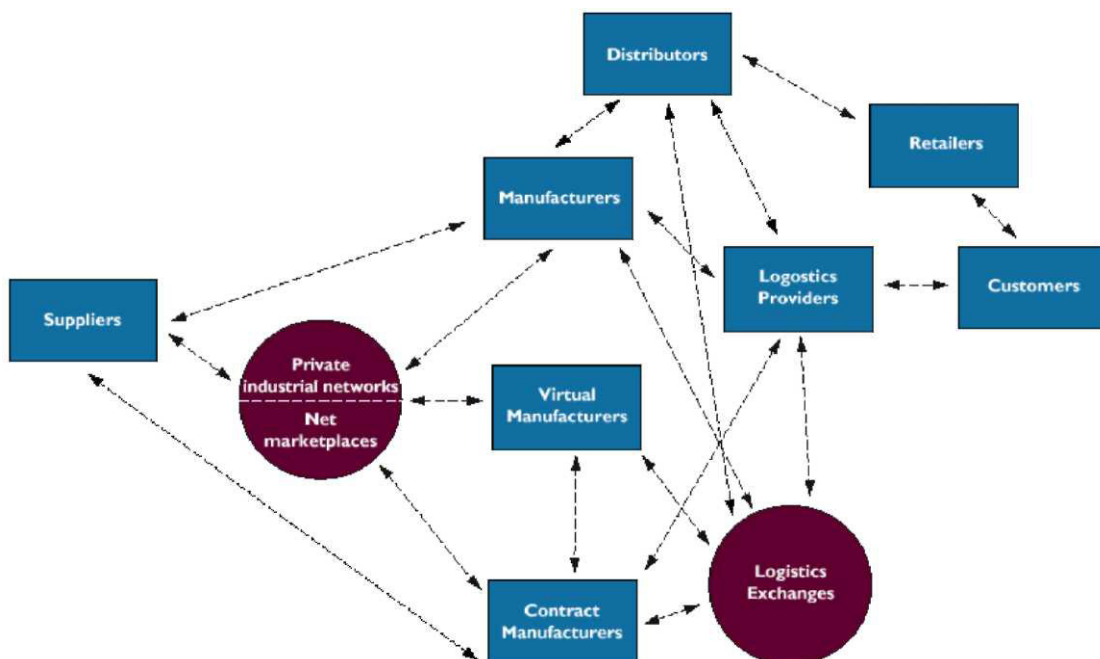 Distributors
Retailers
Manufacturers
Logostics
Providers
Customers
Suppliers
Private
industrial networks
Net
marketplaces
Virtual
Manufacturers
Logistics
Exchanges
Contract
Manufacturers